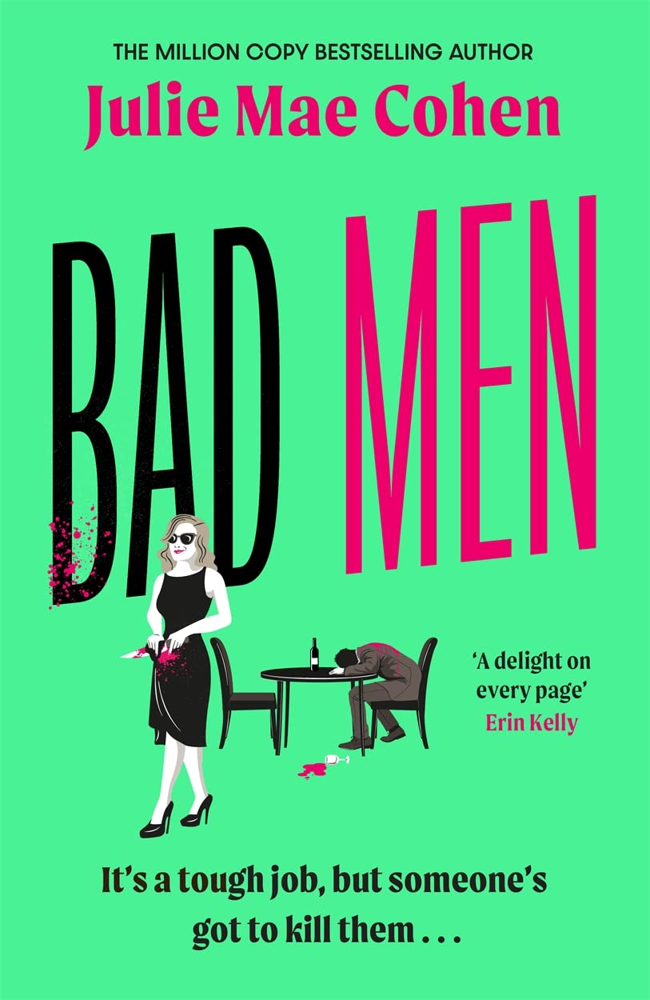 THE MILLION COPY BESTSELLING AUTHOR
Julie Mae Cohen
BAD MEN
‘A delight on
every page’
Erin Kelly
It’s a tough job, but someone’s
got to kill them . . .